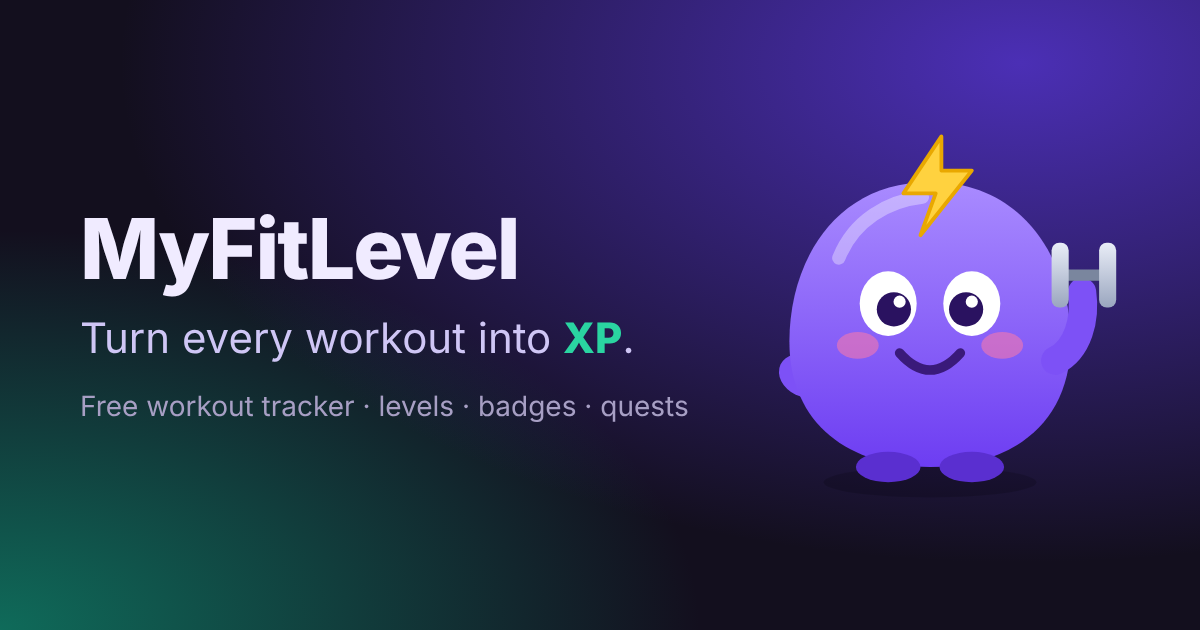 MyFitLevel
Turn every workout into XP.
Free workout tracker · levels · badges · quests